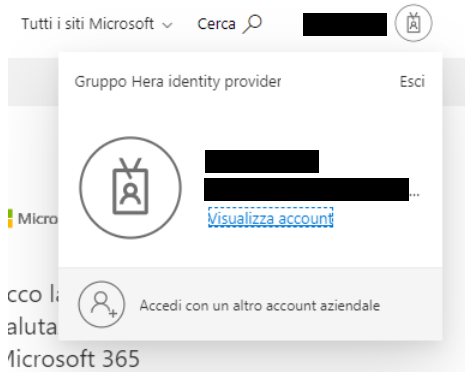 Tutti i siti Microsoft
Cerca
Gruppo Hera identity provider
Esci
...
Visualizza account
Micro
Accedi con un altro account aziendale
cco la
aluta
Microsoft 365